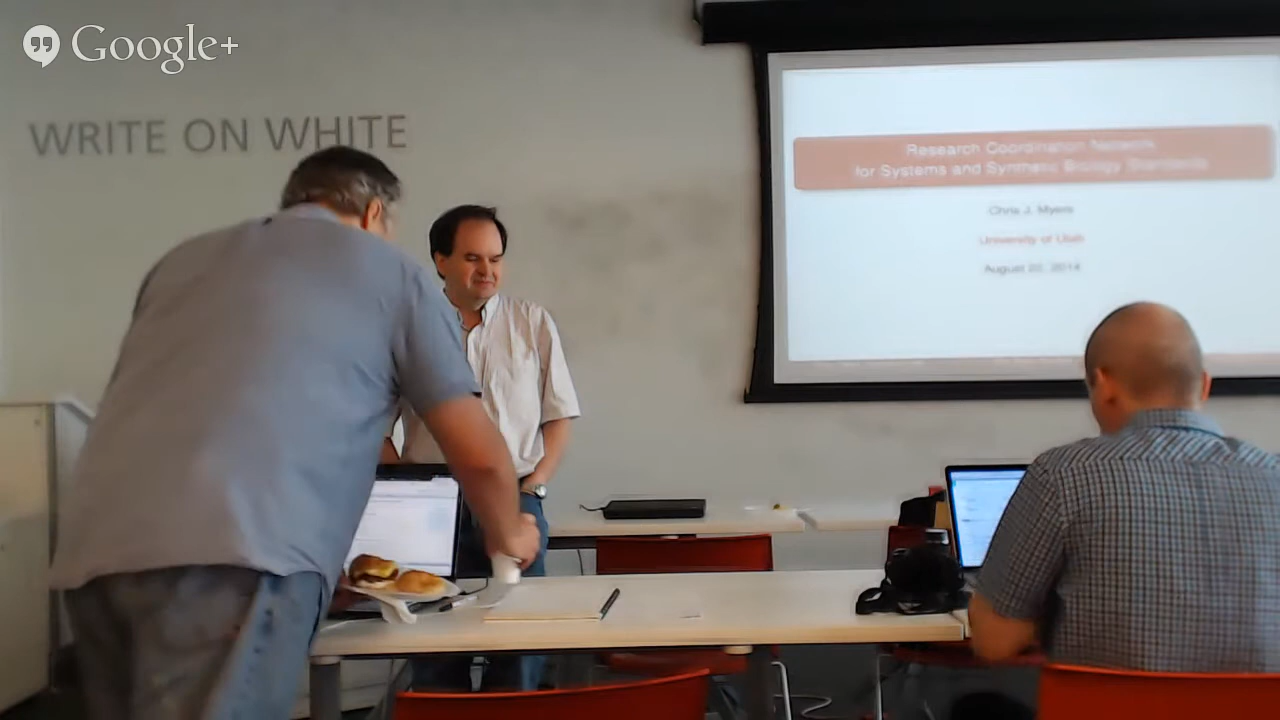 Google+
WRITE ON WHITE
Research Coordination Network
for Systems and Synthetic Biology Standards
Chris J. Myers
University of Utah
August 22, 2014